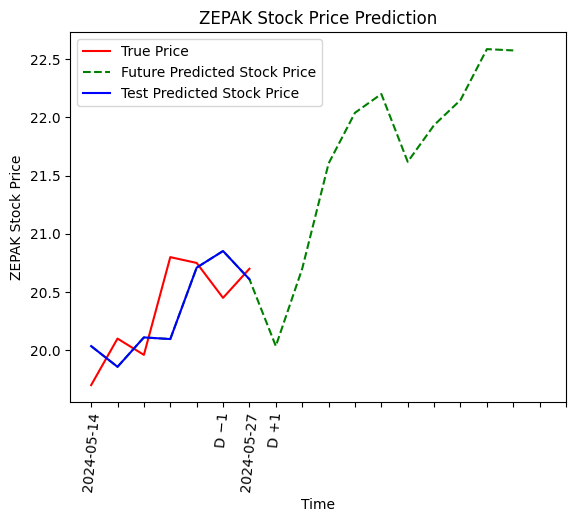 ZEPAK Stock Price Prediction
True Price
Future Predicted Stock Price
Test Predicted Stock Price
ZEPAK Stock Price
22.5
22.0
21.5
21.0
20.5
20.0
2024-05-14
D −1
2024-05-27
D +1
Time